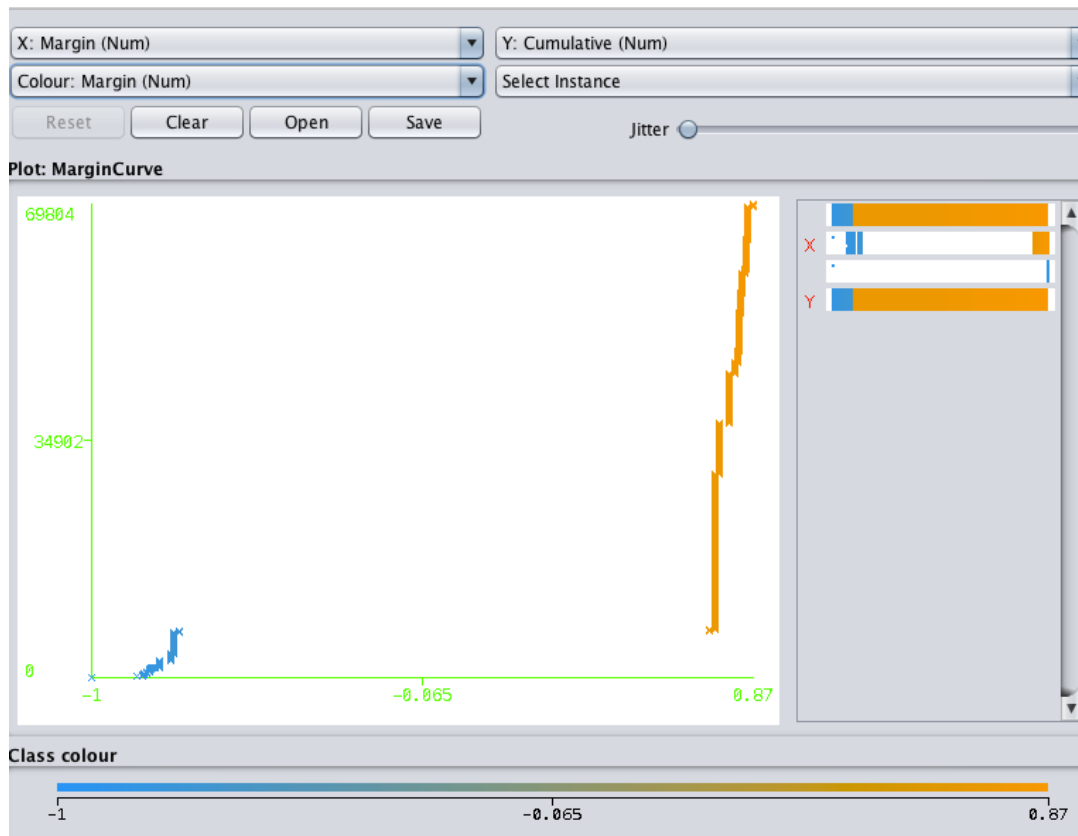 X: Margin (Num) Y: Cumulative (Num)
Colour: Margin (Num) Select Instance
Reset Clear Open Save Jitter
Plot: MarginCurve
69804
34902
0
-1 -0.065 0.87
X
Y
Class colour
-1 -0.065 0.87